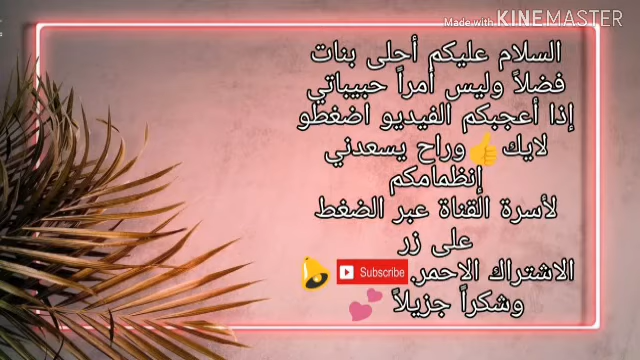 Made with KINEMASTER
السلام عليكم أحلى بنات
فضلاً وليس أمراً حبيباتي
إذا أعجبكم الفيديو اضغطو
لايك👍وراح يسعدني
إنظمامكم
لأسرة القناة عبر الضغط
على زر
الاشتراك الاحمر. Subscribe 🔔
وشكراً جزيلاً 💕